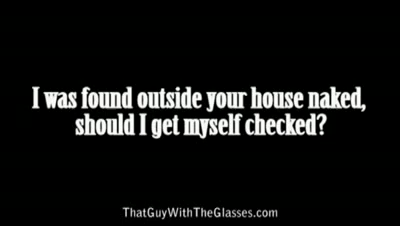 I was found outside your house naked,
should I get myself checked?
ThatGuyWithTheGlasses.com